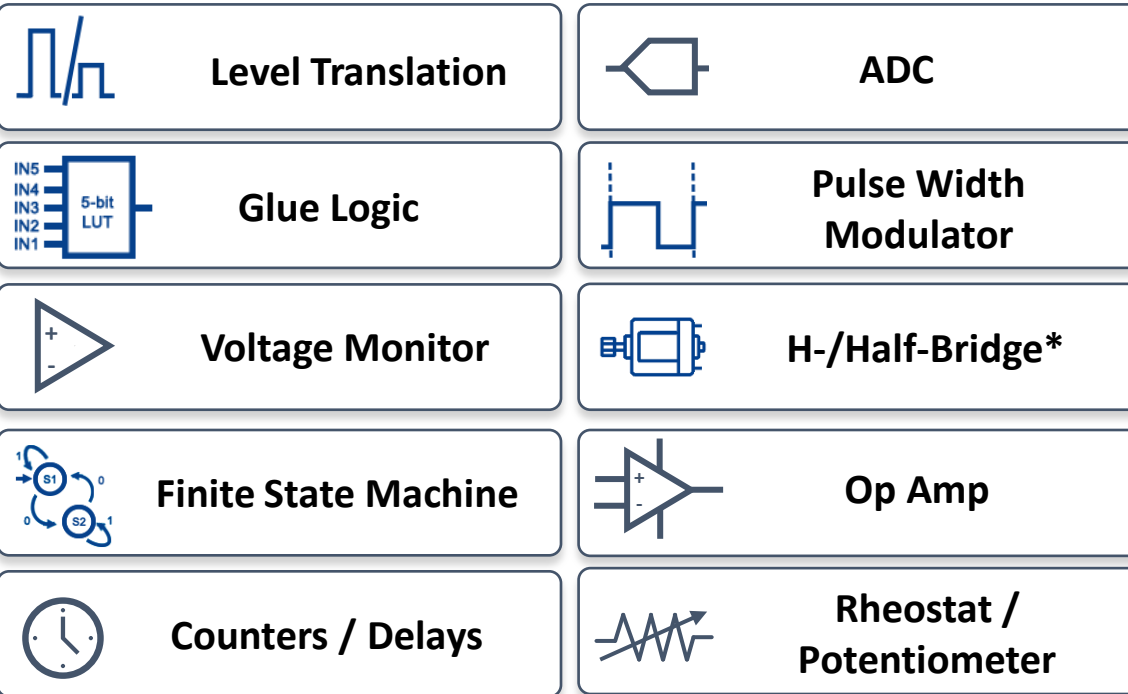 Level Translation
ADC
IN5
IN4
IN3
IN2
IN1
5-bit
LUT
Glue Logic
Pulse Width
Modulator
+
-
Voltage Monitor
H-/Half-Bridge*
1
S1
0
0
S2
1
Finite State Machine
+
-
Op Amp
Counters / Delays
Rheostat /
Potentiometer